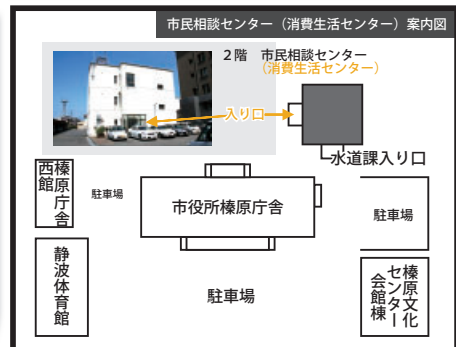 市民相談センター（消費生活センター）案内図
２階　市民相談センター
（消費生活センター）
入り口
水道課入り口
榛原庁舎
西館
駐車場
市役所榛原庁舎
駐車場
静波体育館
駐車場
榛原文化
センター
会館棟